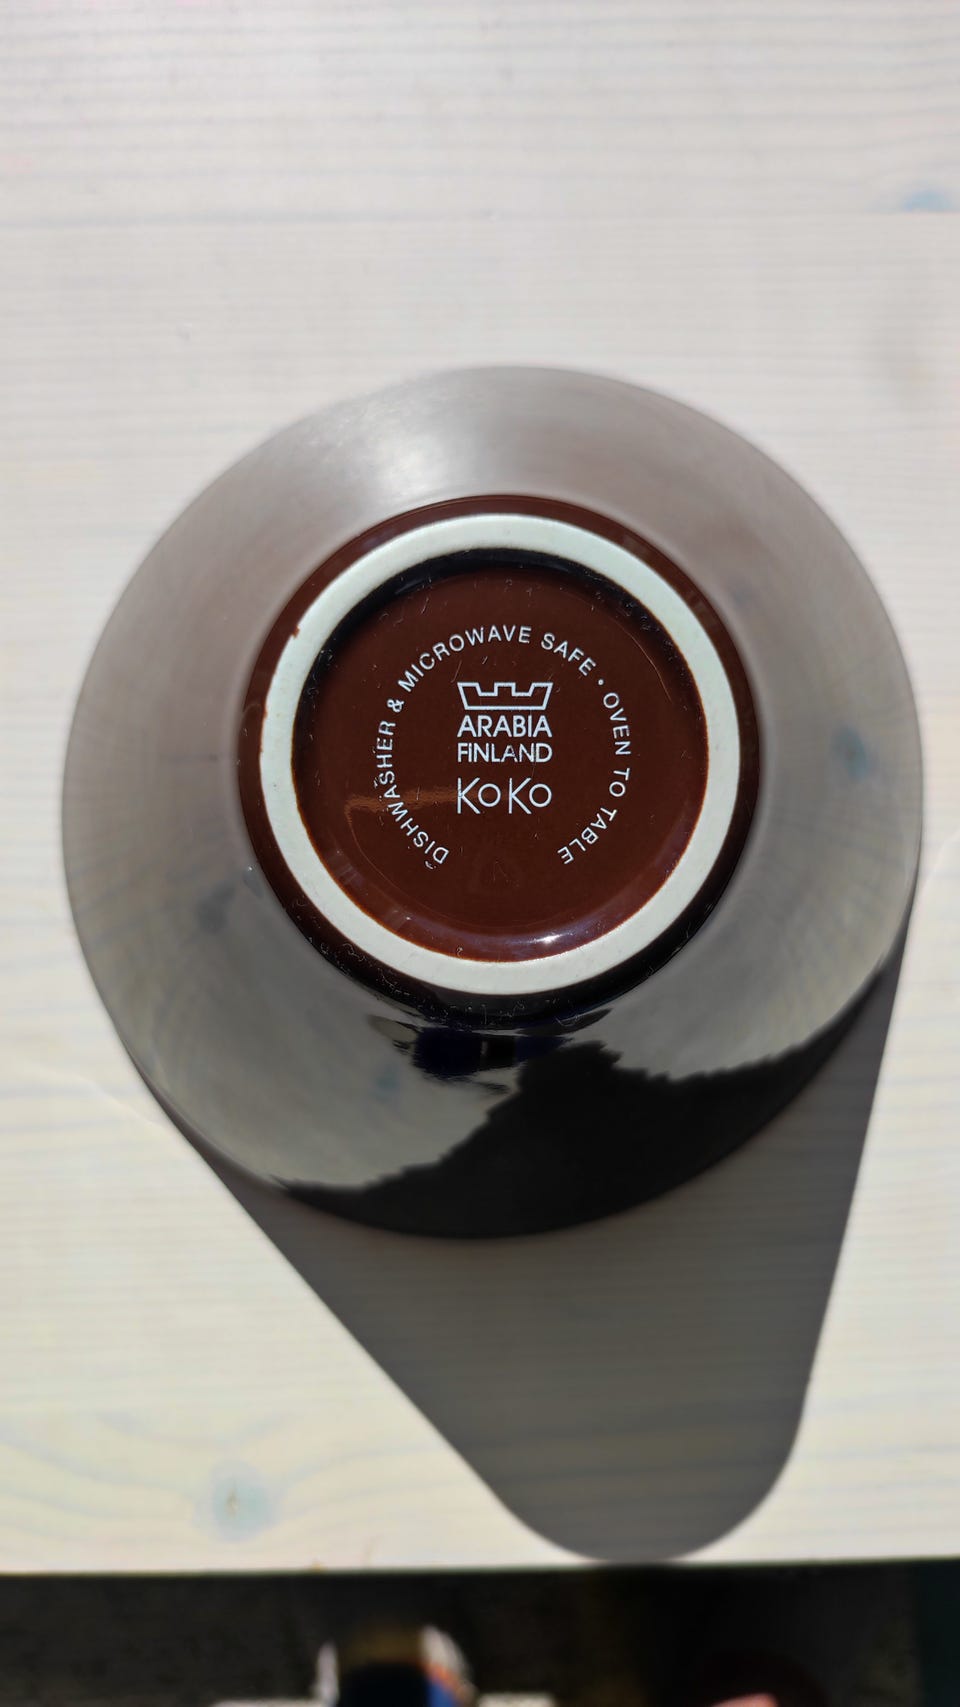 DISHWASHER & MICROWAVE SAFE • OVEN TO TABLE
ARABIA
FINLAND
KoKo